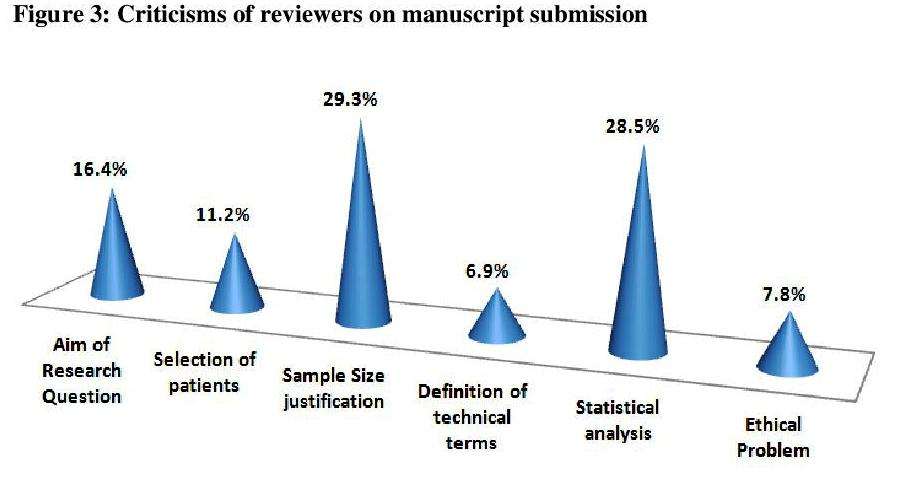 Figure 3: Criticisms of reviewers on manuscript submission
29.3%
28.5%
16.4%
11.2%
6.9%
7.8%
Aim of
Research
Question
Selection of
patients
Sample Size
justification
Definition of
technical
terms
Statistical
analysis
Ethical
Problem